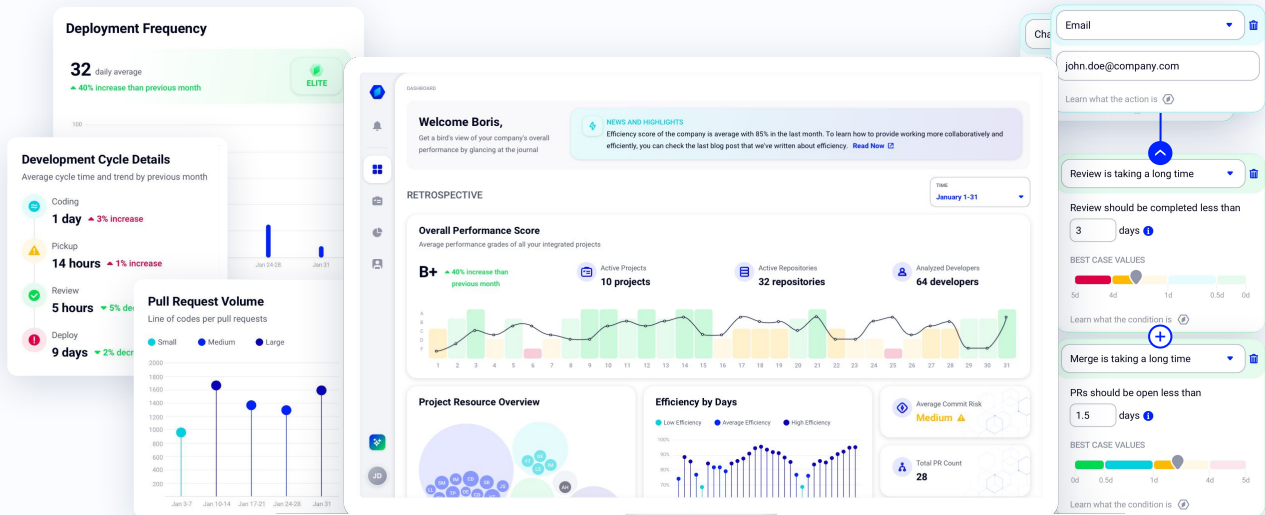 Deployment Frequency
32 daily average
40% increase than previous month
ELITE
100
Jan 24-28
Jan 31
Development Cycle Details
Average cycle time and trend by previous month
Coding
1 day 3% increase
Pickup
14 hours 1% increase
Review
5 hours 5%
Deploy
9 days 2%
Pull Request Volume
Line of codes per pull requests
Small Medium Large
2000
1800
1600
1400
1200
1000
800
600
400
200
Jan 3-7 Jan 10-14 Jan 17-21 Jan 24-28 Jan 31
DASHBOARD
Welcome Boris,
Get a bird's view of your company's overall
performance by glancing at the journal
NEWS AND HIGHLIGHTS
Efficiency score of the company is average with 85% in the last month. To learn how to provide working more collaboratively and
efficiently, you can check the last blog post that we've written about efficiency. Read Now
RETROSPECTIVE
TIME
January 1-31
Overall Performance Score
Average performance grades of all your integrated projects
B+ 40% increase than
previous month
Active Projects
10 projects
Active Repositories
32 repositories
Analyzed Developers
64 developers
A
B
C
D
F
1 2 3 4 5 6 7 8 9 10 11 12 13 14 15 16 17 18 19 20 21 22 23 24 25 26 27 28 29 30 31
Project Resource Overview
AH
JD
Efficiency by Days
Low Efficiency Average Efficiency High Efficiency
100%
90%
80%
70%
Average Commit Risk
Medium
Total PR Count
28
Email
john.doe@company.com
Learn what the action is
Review is taking a long time
Review should be completed less than
3 days
BEST CASE VALUES
5d 4d 1d 0.5d 0d
Learn what the condition is
Merge is taking a long time
PRs should be open less than
1.5 days
BEST CASE VALUES
0d 0.5d 1d 4d 5d
Learn what the condition is